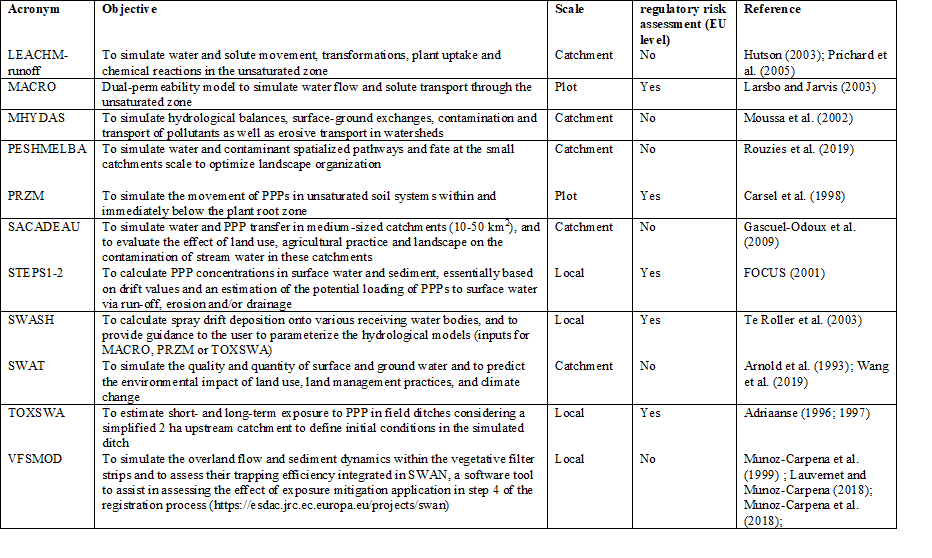 Acronym Objective Scale regulatory risk
assessment (EU
level) Reference
LEACHM-
runoff To simulate water and solute movement, transformations, plant uptake and
chemical reactions in the unsaturated zone Catchment No Hutson (2003); Prichard et
al. (2005)
MACRO Dual-permeability model to simulate water flow and solute transport through the
unsaturated zone Plot Yes Larsbo and Jarvis (2003)
MHYDAS To simulate hydrological balances, surface-ground exchanges, contamination and
transport of pollutants as well as erosive transport in watersheds Catchment No Moussa et al. (2002)
PESHMELBA To simulate water and contaminant spatialized pathways and fate at the small
catchments scale to optimize landscape organization Catchment No Rouzies et al. (2019)
PRZM To simulate the movement of PPPs in unsaturated soil systems within and
immediately below the plant root zone Plot Yes Carsel et al. (1998)
SACADEAU To simulate water and PPP transfer in medium-sized catchments (10-50 km²), and
to evaluate the effect of land use, agricultural practice and landscape on the
contamination of stream water in these catchments Catchment No Gascuel-Odoux et al.
(2009)
STEPS1-2 To calculate PPP concentrations in surface water and sediment, essentially based
on drift values and an estimation of the potential loading of PPPs to surface water
via run-off, erosion and/or drainage Local Yes FOCUS (2001)
SWASH To calculate spray drift deposition onto various receiving water bodies, and to
provide guidance to the user to parameterize the hydrological models (inputs for
MACRO, PRZM or TOXSWA) Local Yes Te Roller et al. (2003)
SWAT To simulate the quality and quantity of surface and ground water and to predict
the environmental impact of land use, land management practices, and climate
change Catchment No Arnold et al. (1993); Wang
et al. (2019)
TOXSWA To estimate short- and long-term exposure to PPP in field ditches considering a
simplified 2 ha upstream catchment to define initial conditions in the simulated
ditch Local Yes Adriaanse (1996; 1997)
VFSMOD To simulate the overland flow and sediment dynamics within the vegetative filter
strips and to assess their trapping efficiency integrated in SWAN, a software tool
to assist in assessing the effect of exposure mitigation application in step 4 of the
registration process (https://esdac.jrc.ec.europa.eu/projects/swan) Local No Munoz-Carpena et al.
(1999) ; Lauvernet and
Munoz-Carpena (2018);
Munoz-Carpena et al.
(2018);